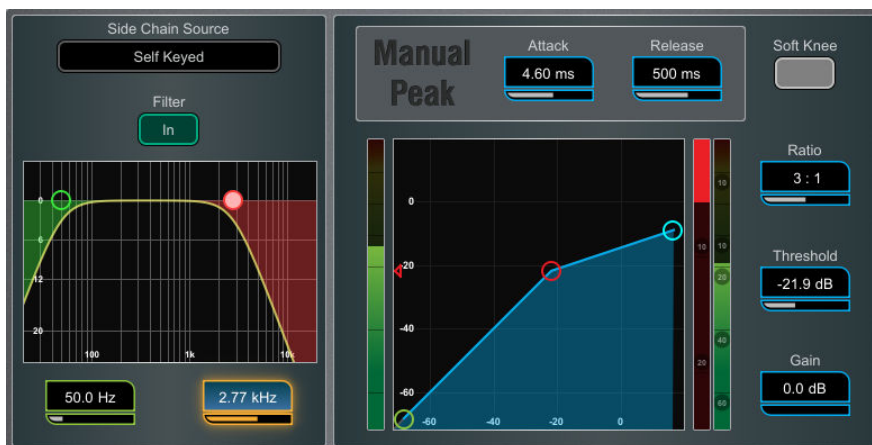 Side Chain Source
Self Keyed
Filter
In
0
6
12
20
100
1k
10k
50.0 Hz
2.77 kHz
Manual
Peak
Attack
4.60 ms
Release
500 ms
Soft Knee
0
-20
-40
-60
-60
-40
-20
0
10
20
10
10
20
40
60
Ratio
3 : 1
Threshold
-21.9 dB
Gain
0.0 dB